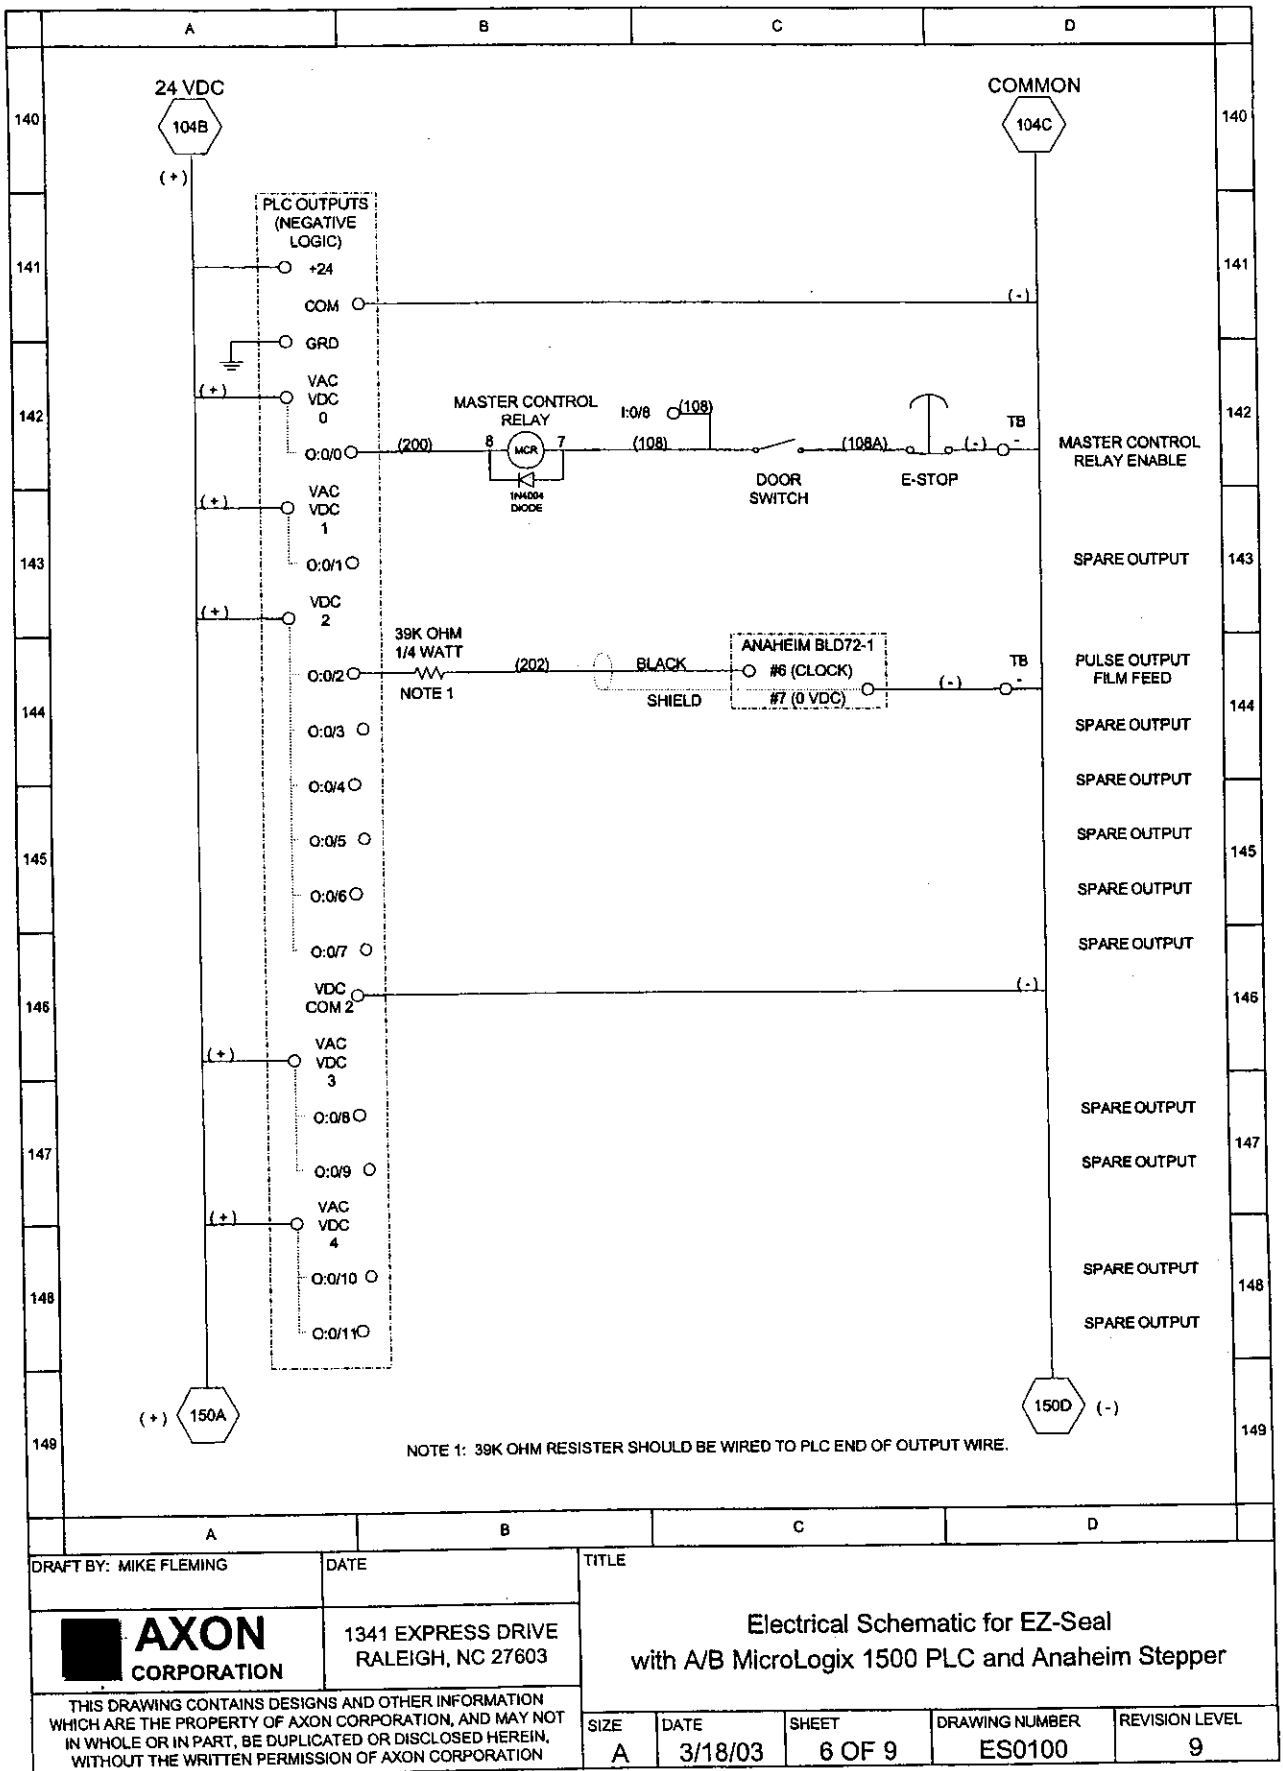 A B C D
24 VDC COMMON
140 104B 104C 140
(+)
PLC OUTPUTS
(NEGATIVE
LOGIC)
141 +24 141
COM (-)
GRD
(+) VAC
VDC
0
142 MASTER CONTROL
RELAY
I:0/8 (108) 142
O:0/0 (200) 8 MCR 7 (108) (108A) (-) TB
-
MASTER CONTROL
RELAY ENABLE
1N4004
DIODE
DOOR
SWITCH
E-STOP
(+) VAC
VDC
1
143 O:0/1 SPARE OUTPUT 143
(+) VDC
2
39K OHM
1/4 WATT
ANAHEIM BLD72-1
O:0/2 (202) BLACK #6 (CLOCK) TB
-
PULSE OUTPUT
FILM FEED
NOTE 1 SHIELD #7 (0 VDC) (-)
144 O:0/3 SPARE OUTPUT 144
O:0/4 SPARE OUTPUT
O:0/5 SPARE OUTPUT
145 145
O:0/6 SPARE OUTPUT
O:0/7 SPARE OUTPUT
146 VDC
COM 2
(-) 146
(+) VAC
VDC
3
O:0/8 SPARE OUTPUT
147 O:0/9 SPARE OUTPUT 147
(+) VAC
VDC
4
O:0/10 SPARE OUTPUT
148 148
O:0/11 SPARE OUTPUT
(+) 150A 150D (-)
149 149
NOTE 1: 39K OHM RESISTER SHOULD BE WIRED TO PLC END OF OUTPUT WIRE.
A B C D
DRAFT BY: MIKE FLEMING
DATE
TITLE
AXON
CORPORATION
1341 EXPRESS DRIVE
RALEIGH, NC 27603
Electrical Schematic for EZ-Seal
with A/B MicroLogix 1500 PLC and Anaheim Stepper
THIS DRAWING CONTAINS DESIGNS AND OTHER INFORMATION
WHICH ARE THE PROPERTY OF AXON CORPORATION, AND MAY NOT
IN WHOLE OR IN PART, BE DUPLICATED OR DISCLOSED HEREIN,
WITHOUT THE WRITTEN PERMISSION OF AXON CORPORATION
SIZE DATE SHEET DRAWING NUMBER REVISION LEVEL
A 3/18/03 6 OF 9 ES0100 9